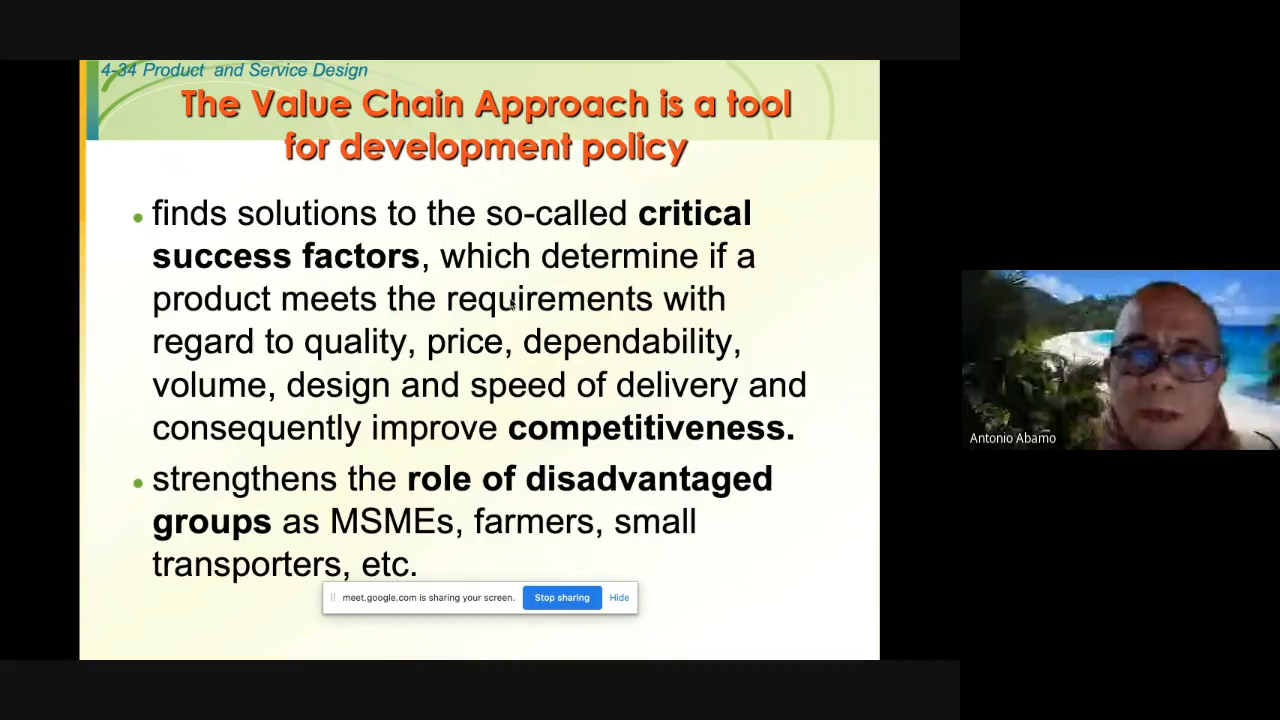 4-34 Product and Service Design
The Value Chain Approach is a tool
for development policy
finds solutions to the so-called critical
success factors, which determine if a
product meets the requirements with
regard to quality, price, dependability,
volume, design and speed of delivery and
consequently improve competitiveness.
strengthens the role of disadvantaged
groups as MSMEs, farmers, small
transporters, etc.
meet.google.com is sharing your screen. Stop sharing Hide
Antonio Abamo